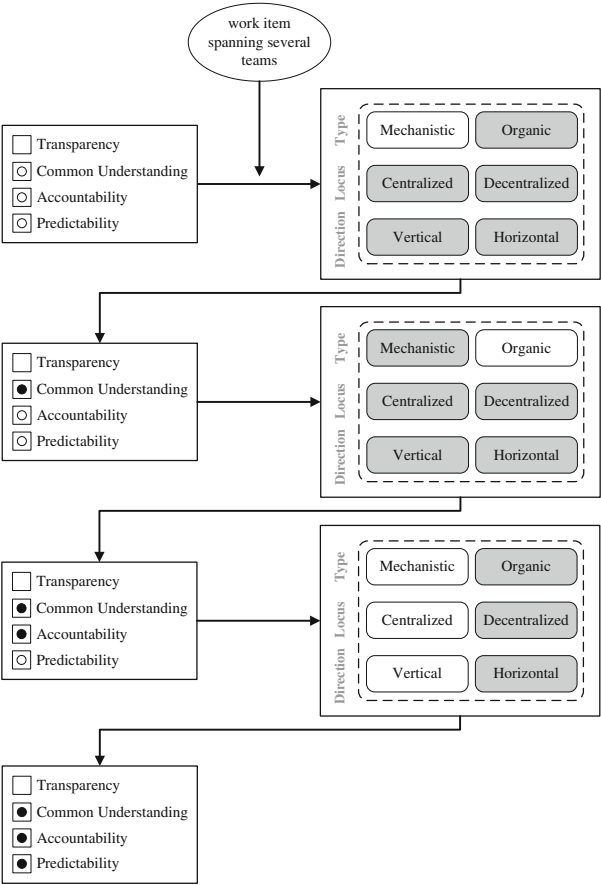 work item
spanning several
teams
Transparency
Common Understanding
Accountability
Predictability
Type
Mechanistic
Organic
Locus
Centralized
Decentralized
Direction
Vertical
Horizontal
Transparency
Common Understanding
Accountability
Predictability
Type
Mechanistic
Organic
Locus
Centralized
Decentralized
Direction
Vertical
Horizontal
Transparency
Common Understanding
Accountability
Predictability
Type
Mechanistic
Organic
Locus
Centralized
Decentralized
Direction
Vertical
Horizontal
Transparency
Common Understanding
Accountability
Predictability